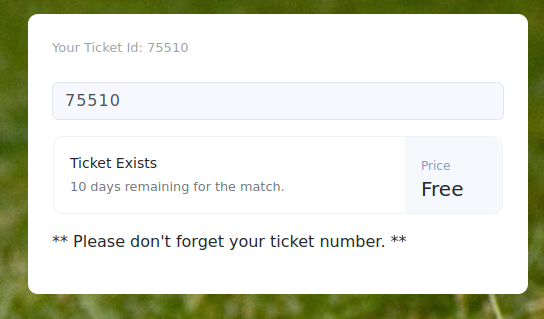 Your Ticket Id: 75510
75510
Ticket Exists
10 days remaining for the match.
Price
Free
** Please don't forget your ticket number. **